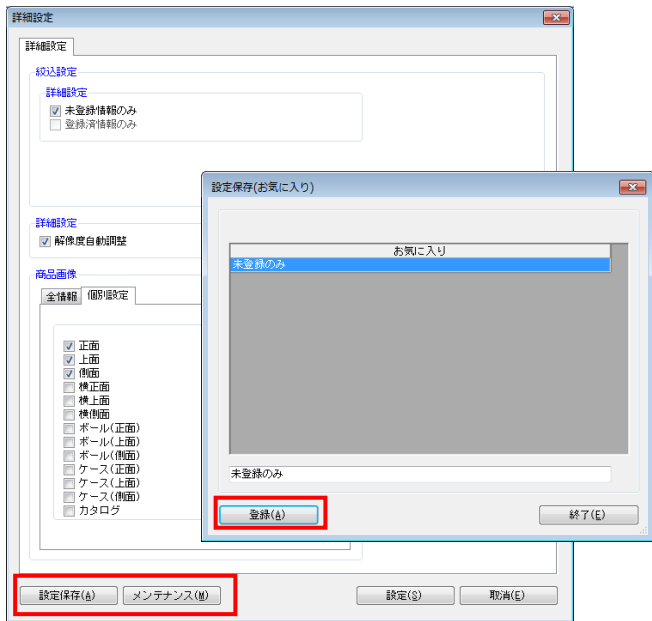 詳細設定
詳細設定
絞込設定
詳細設定
未登録情報のみ
登録済情報のみ
詳細設定
解像度自動調整
商品画像
全情報 個別設定
正面
上面
側面
横正面
横上面
横側面
ボール(正面)
ボール(上面)
ボール(側面)
ケース(正面)
ケース(上面)
ケース(側面)
カタログ
設定保存(A) メンテナンス(M) 設定(S) 取消(E)
設定保存(お気に入り)
お気に入り
未登録のみ
未登録のみ
登録(A) 終了(E)